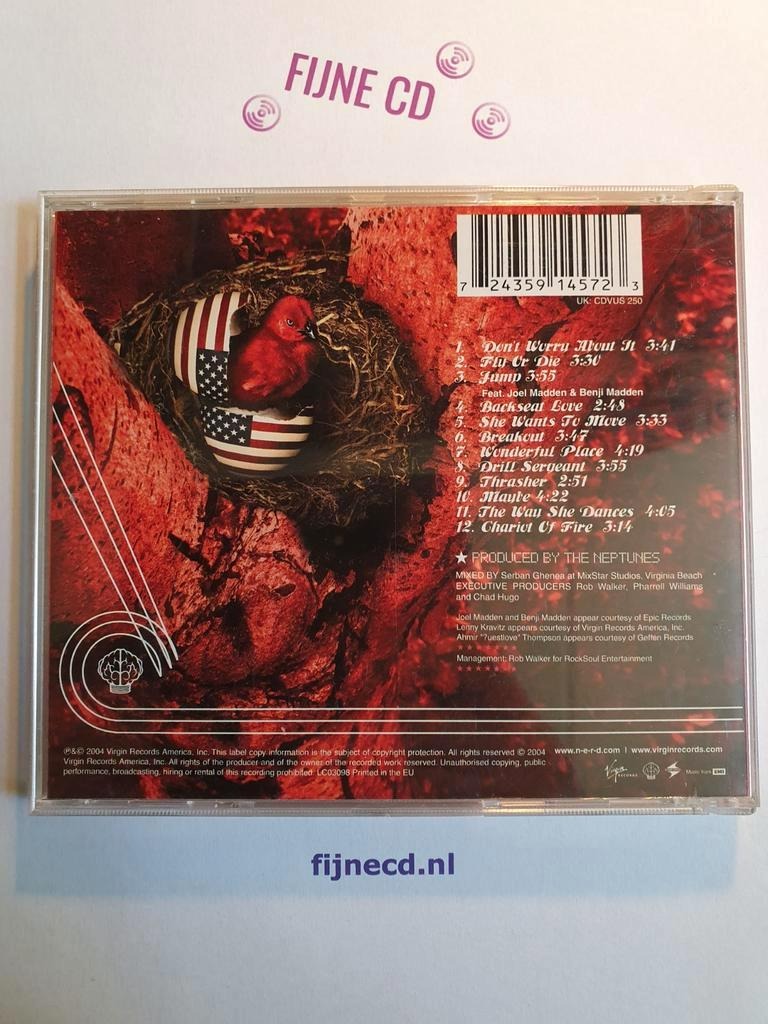 FIJNE CD
7 24359 14572 3
UK: CDVUS 250
1. Don't Worry About It 3:41
2. Fly Or Die 3:30
3. Jump 3:55
Feat. Joel Madden & Benji Madden
4. Backseat Love 2:48
5. She Wants To Move 3:33
6. Breakout 3:47
7. Wonderful Place 4:19
8. Drill Sergeant 3:55
9. Thrasher 2:51
10. Maybe 4:22
11. The Way She Dances 4:05
12. Chariot Of Fire 3:14
★ PRODUCED BY THE NEPTUNES
MIXED BY Serban Ghenea at MixStar Studios, Virginia Beach
EXECUTIVE PRODUCERS Rob Walker, Pharrell Williams
and Chad Hugo
Joel Madden and Benji Madden appear courtesy of Epic Records
Lenny Kravitz appears courtesy of Virgin Records America, Inc.
Ahmir "?uestlove" Thompson appears courtesy of Geffen Records
Management: Rob Walker for RockSoul Entertainment
℗&© 2004 Virgin Records America, Inc. This label copy information is the subject of copyright protection. All rights reserved © 2004
Virgin Records America, Inc. All rights of the producer and of the owner of the recorded work reserved. Unauthorised copying, public
performance, broadcasting, hiring or rental of this recording prohibited. LC03098 Printed in the EU
www.n-e-r-d.com | www.virginrecords.com
Virgin RECORDS
Music from EMI
fijnecd.nl